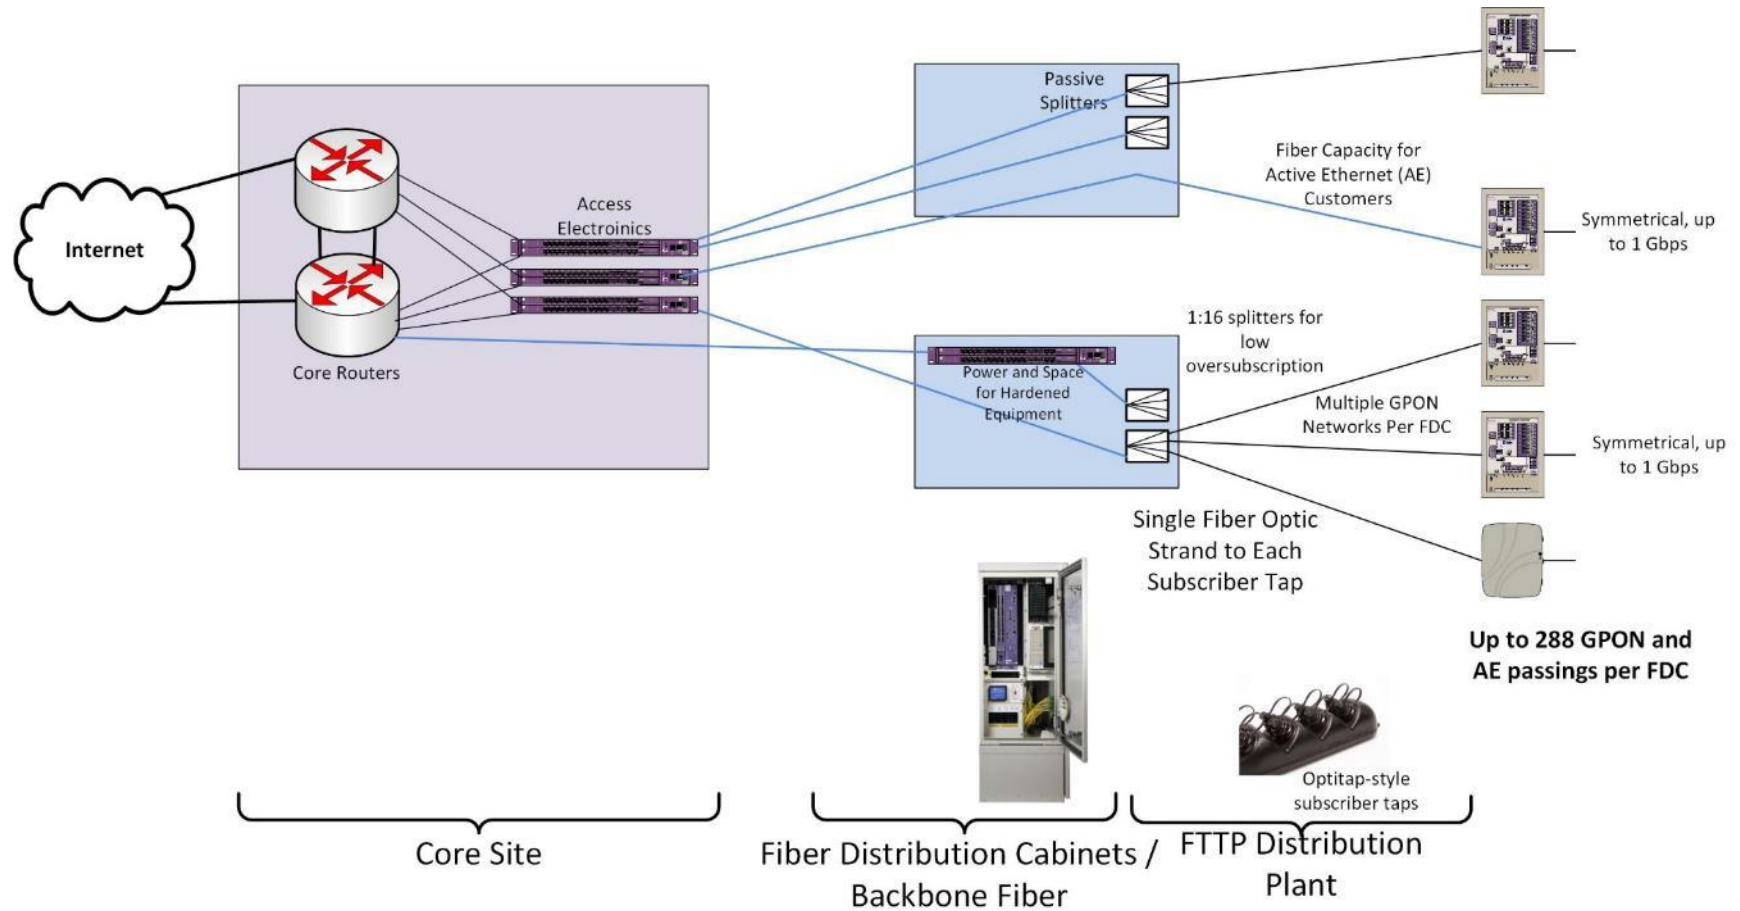 Internet
Core Routers
Access
Electroinics
Passive
Splitters
Fiber Capacity for
Active Ethernet (AE)
Customers
Symmetrical, up
to 1 Gbps
Power and Space
for Hardened
Equipment
1:16 splitters for
low
oversubscription
Multiple GPON
Networks Per FDC
Symmetrical, up
to 1 Gbps
Single Fiber Optic
Strand to Each
Subscriber Tap
Up to 288 GPON and
AE passings per FDC
Optitap-style
subscriber taps
Core Site
Fiber Distribution Cabinets /
Backbone Fiber
FTTP Distribution
Plant